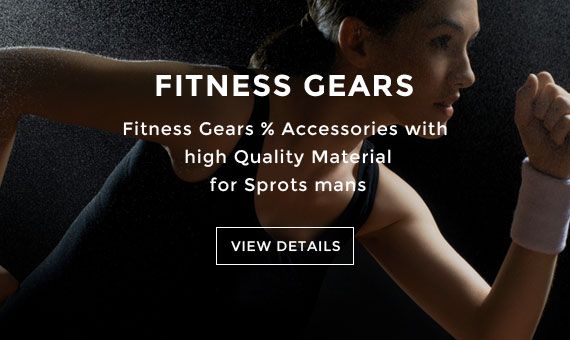 FITNESS GEARS
Fitness Gears % Accessories with
high Quality Material
for Sprots mans
VIEW DETAILS